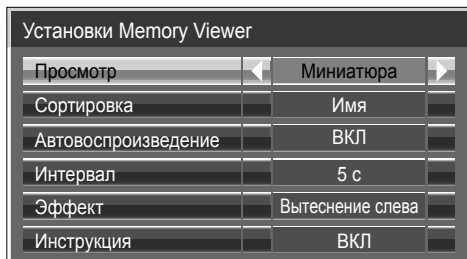 Установки Memory Viewer
Просмотр Миниатюра
Сортировка Имя
Автовоспроизведение ВКЛ
Интервал 5 с
Эффект Вытеснение слева
Инструкция ВКЛ